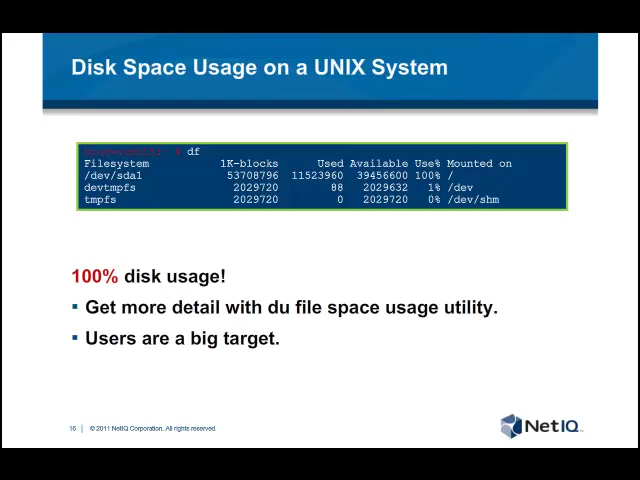 Disk Space Usage on a UNIX System
# df
Filesystem 1K-blocks Used Available Use% Mounted on
/dev/sda1 53708796 11523960 39456600 100% /
devtmpfs 2029720 88 2029632 1% /dev
tmpfs 2029720 0 2029720 0% /dev/shm
100% disk usage!
▪ Get more detail with du file space usage utility.
▪ Users are a big target.
16 | © 2011 NetIQ Corporation. All rights reserved.
NetIQ